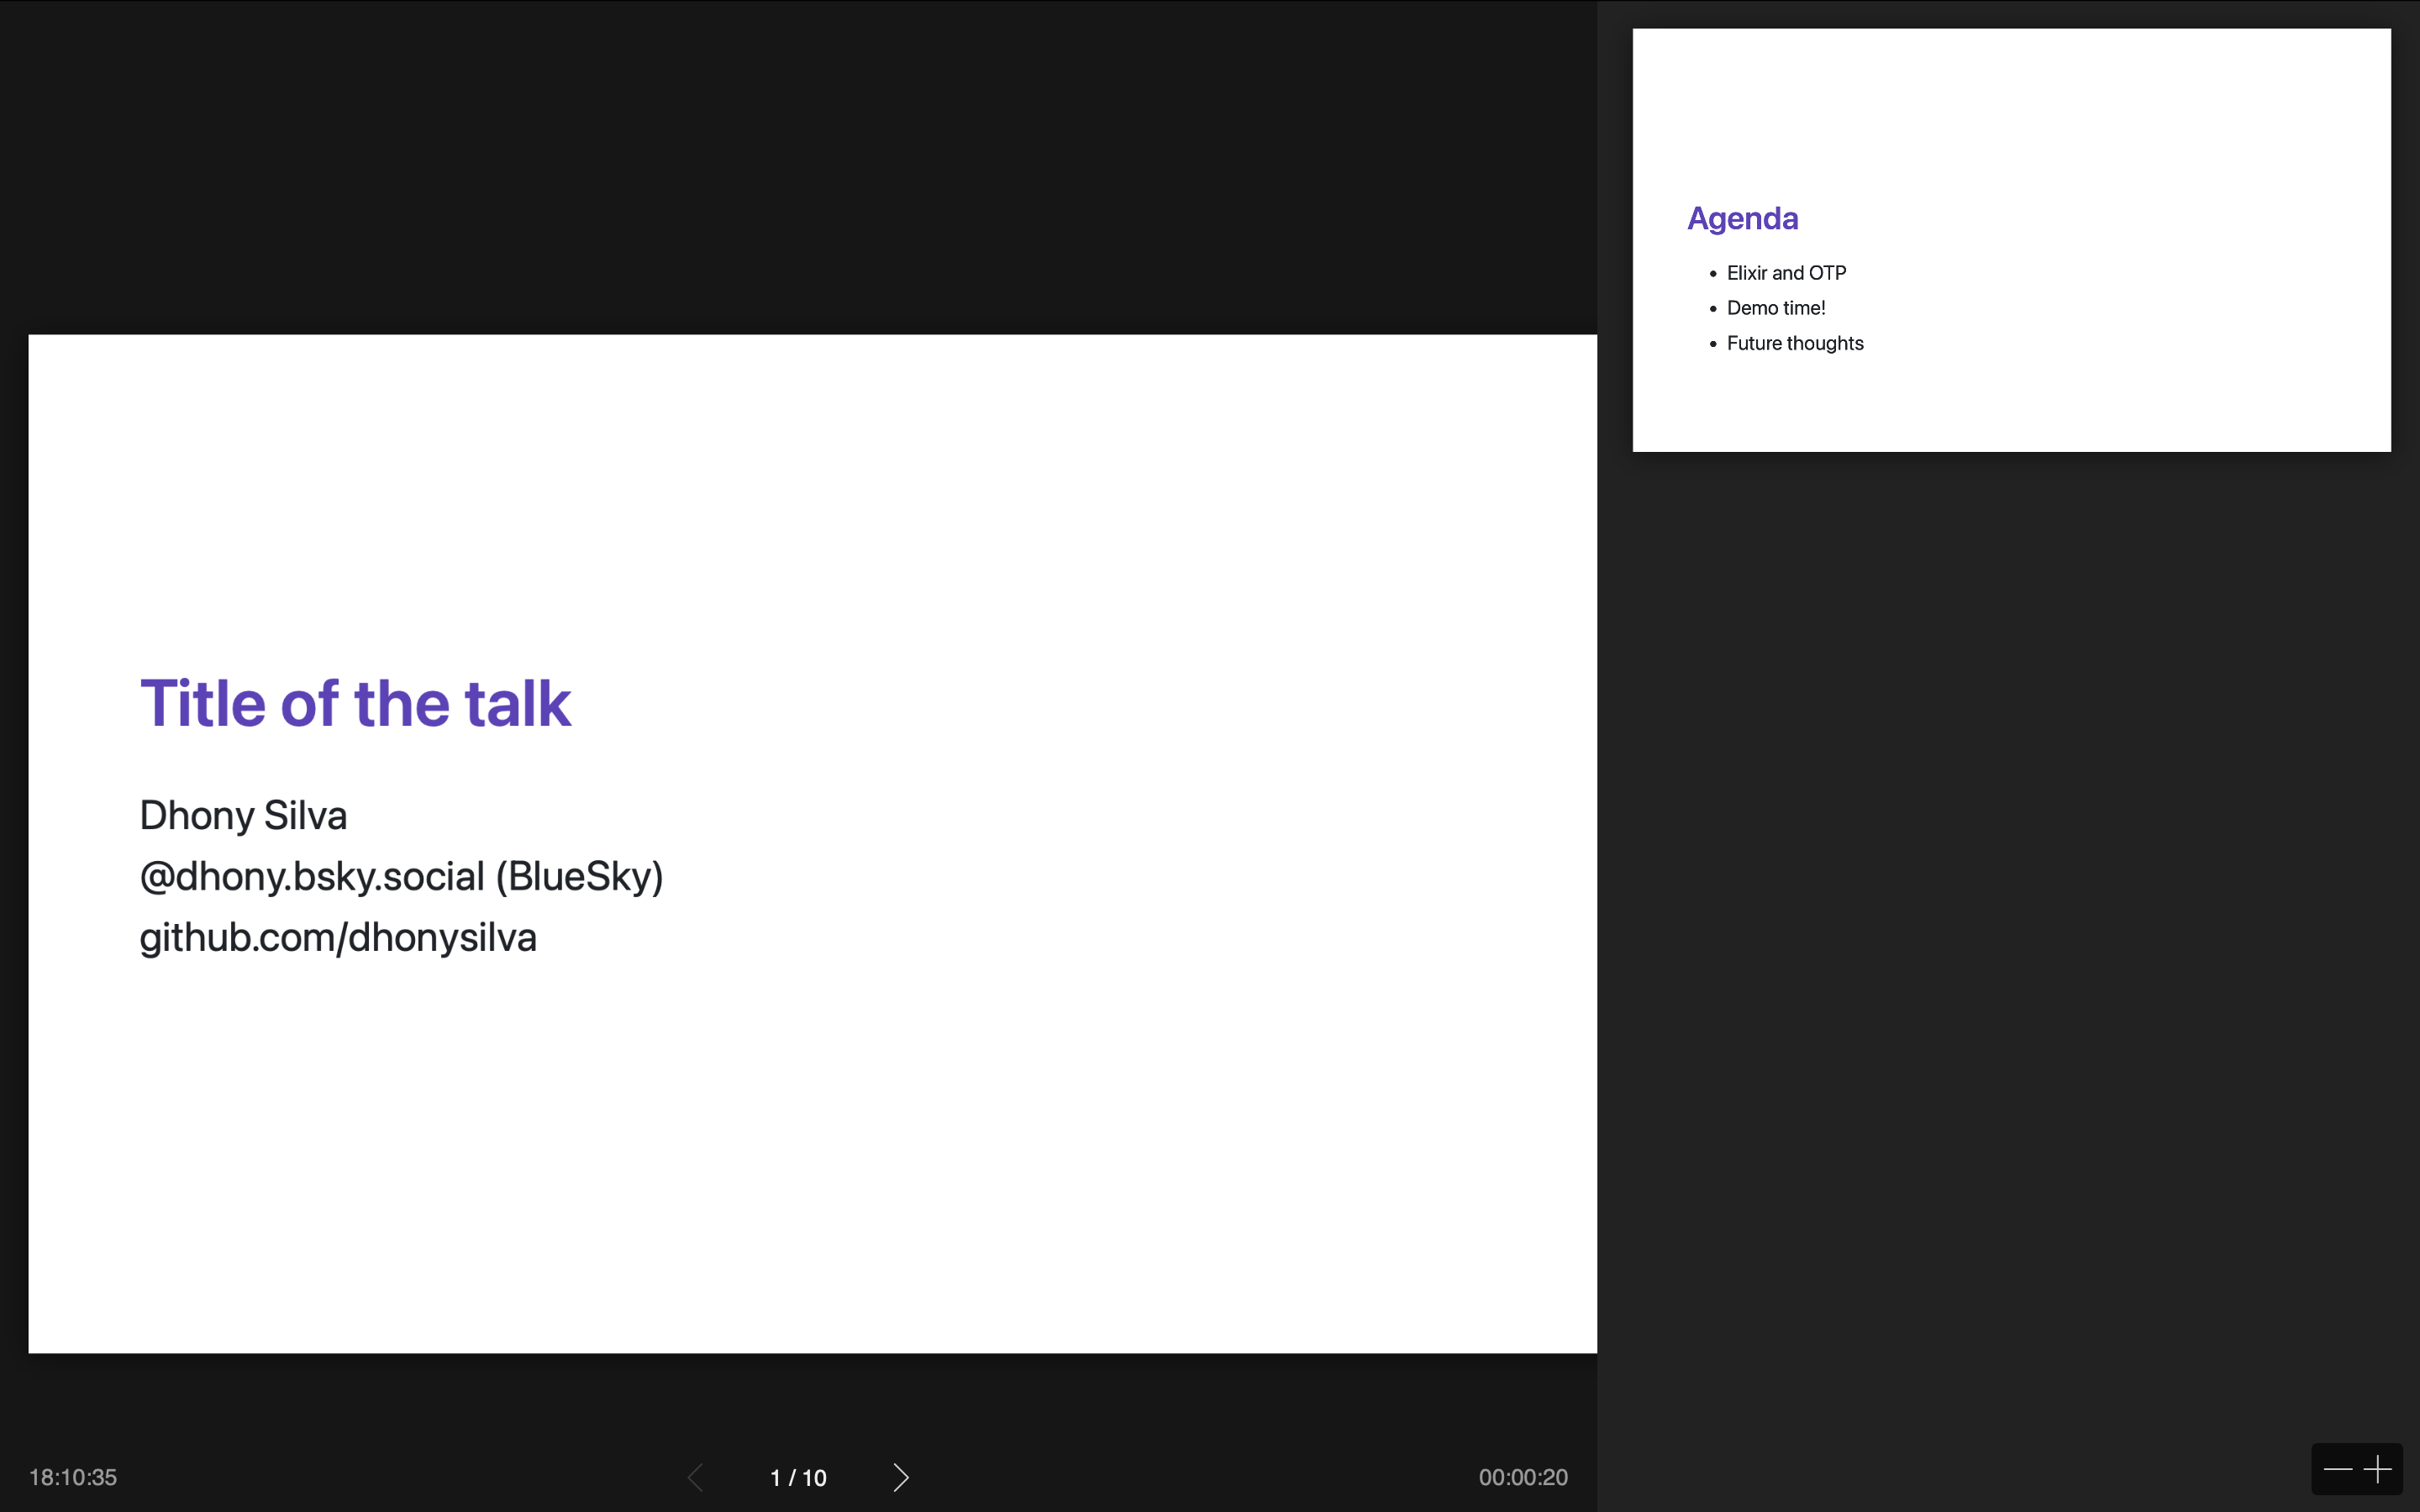 Title of the talk
Dhony Silva
@dhony.bsky.social (BlueSky)
github.com/dhonysilva
18:10:35
1 / 10
00:00:20
Agenda
• Elixir and OTP
• Demo time!
• Future thoughts